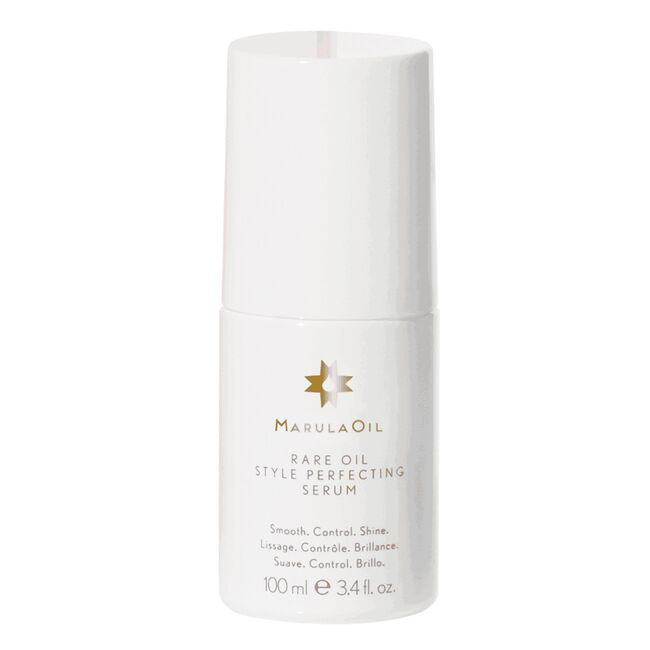 MARULAOIL
RARE OIL
STYLE PERFECTING
SERUM
Smooth. Control. Shine.
Lissage. Contrôle. Brillance.
Suave. Control. Brillo.
100 ml ℮ 3.4 fl. oz.